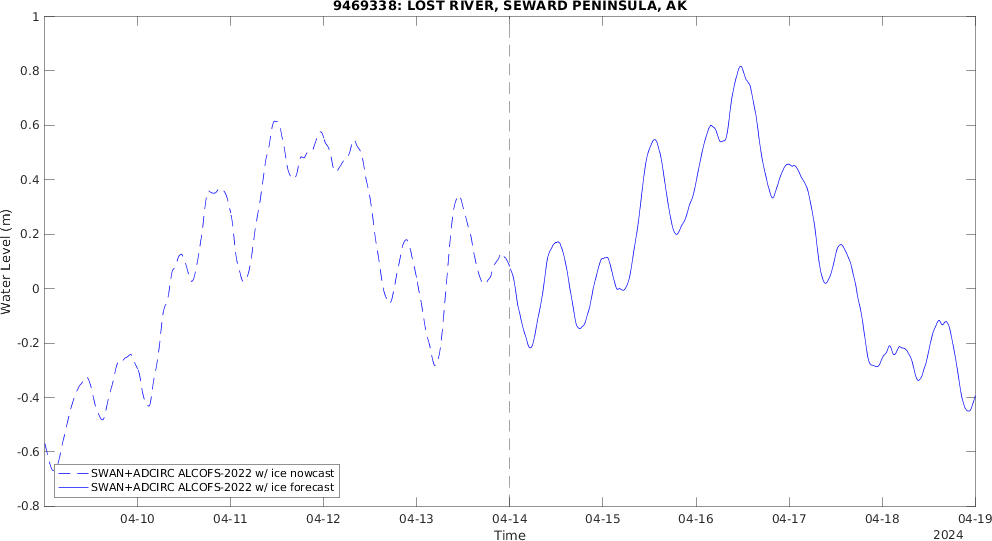 9469338: LOST RIVER, SEWARD PENINSULA, AK
1
0.8
0.6
0.4
0.2
0
-0.2
-0.4
-0.6
-0.8
Water Level (m)
SWAN+ADCIRC ALCOFS-2022 w/ ice nowcast
SWAN+ADCIRC ALCOFS-2022 w/ ice forecast
04-10 04-11 04-12 04-13 04-14 04-15 04-16 04-17 04-18 04-19
Time
2024